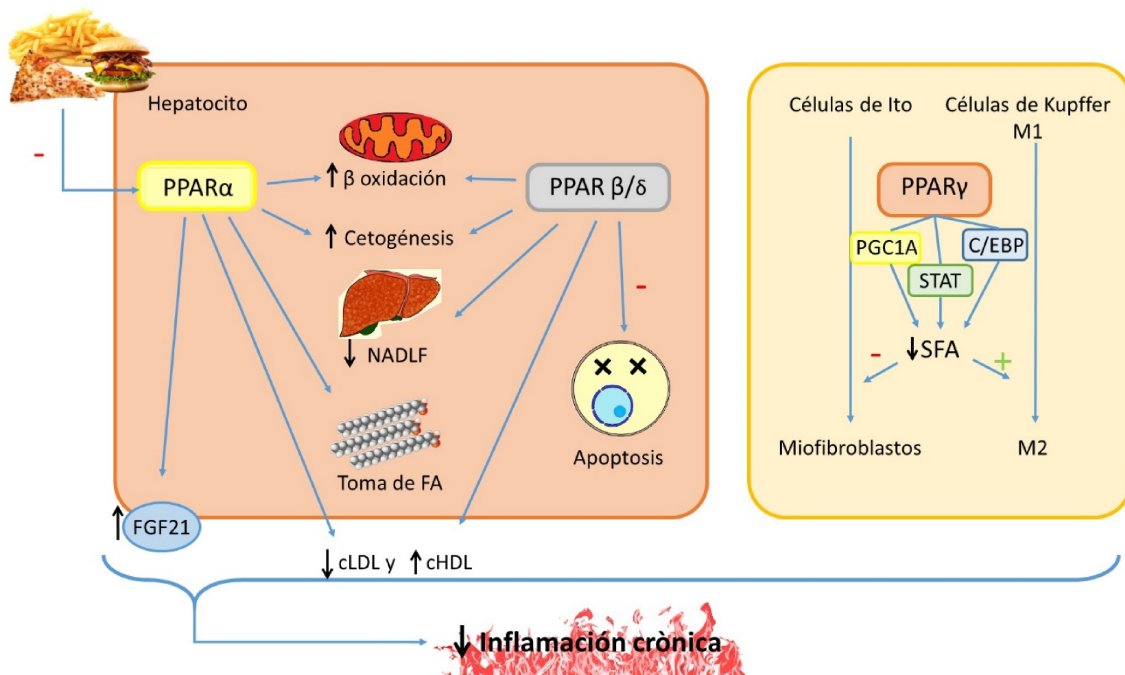 Hepatocito
-
PPARα
↑ β oxidación
PPAR β/δ
↑ Cetogénesis
-
↓ NADLF
Toma de FA
Apoptosis
↑ FGF21
↓ cLDL y ↑ cHDL
Células de Ito
Células de Kupffer
M1
PPARγ
PGC1A
C/EBP
STAT
- ↓SFA +
Miofibroblastos
M2
↓ Inflamación crònica